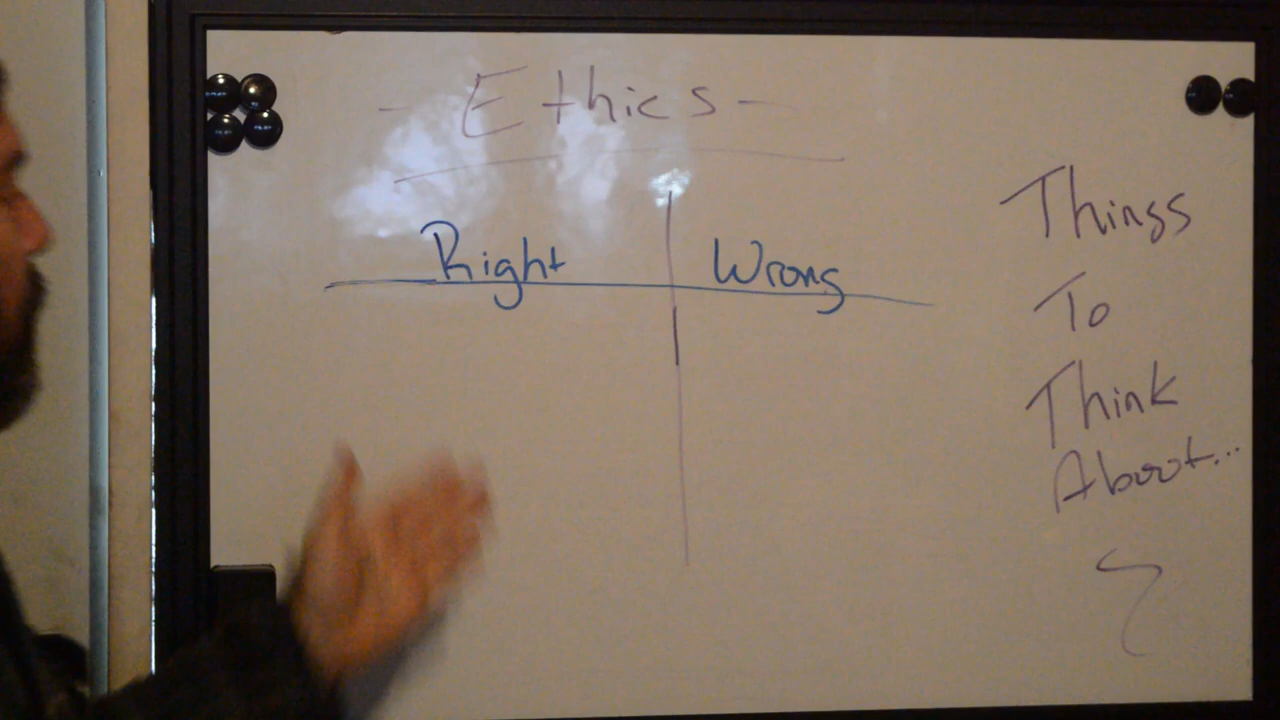 - Ethics -
Right Wrong
Things
To
Think
About...